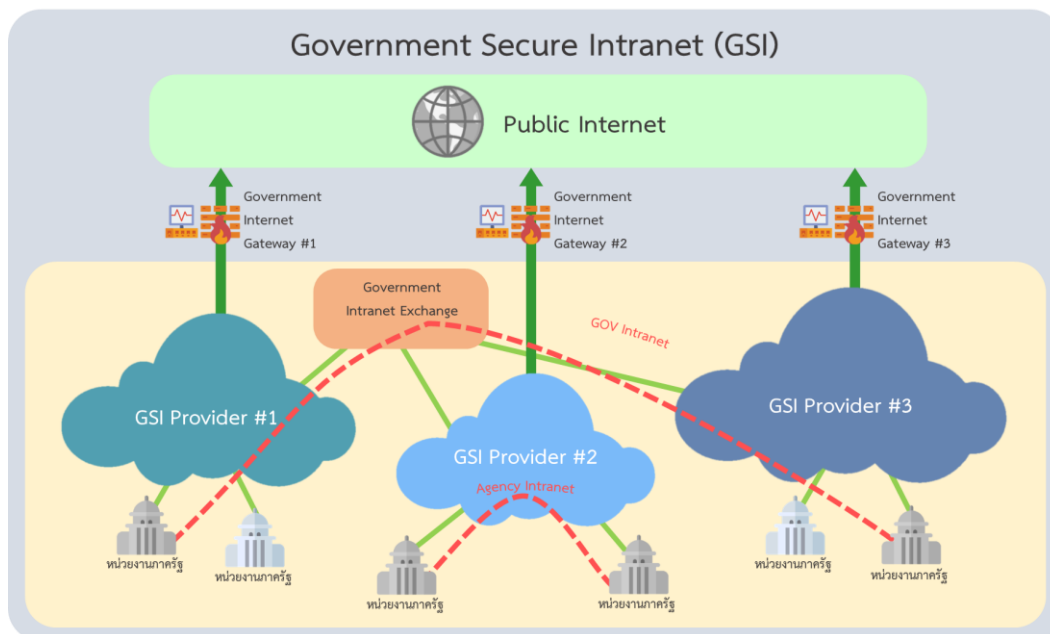 Government Secure Intranet (GSI)
Public Internet
Government
Internet
Gateway #1
Government
Internet
Gateway #2
Government
Internet
Gateway #3
Government
Intranet Exchange
GOV Intranet
GSI Provider #1
GSI Provider #2
GSI Provider #3
Agency Intranet
หน่วยงานภาครัฐ
หน่วยงานภาครัฐ
หน่วยงานภาครัฐ
หน่วยงานภาครัฐ
หน่วยงานภาครัฐ
หน่วยงานภาครัฐ